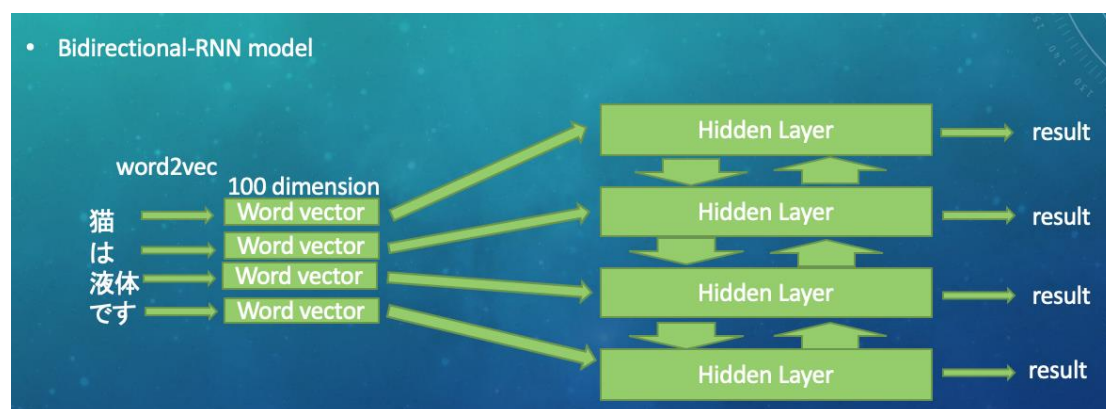 • Bidirectional-RNN model
word2vec
100 dimension
猫
Word vector
は
Word vector
液体
Word vector
です
Word vector
Hidden Layer
result
Hidden Layer
result
Hidden Layer
result
Hidden Layer
result